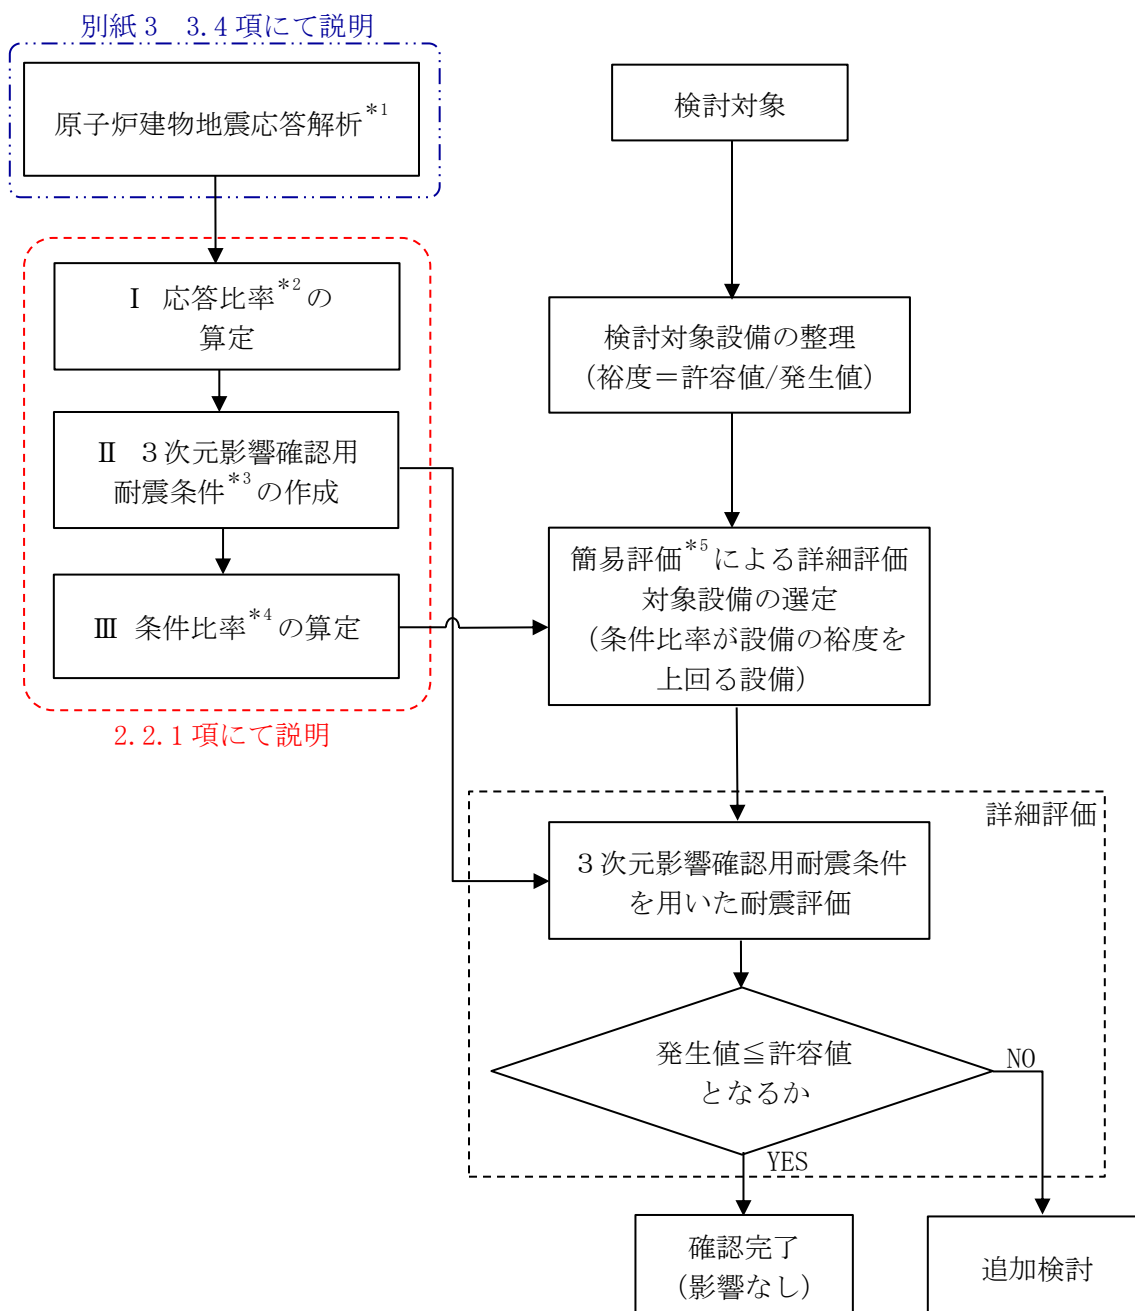 別紙3 3.4項にて説明
原子炉建物地震応答解析*1
Ⅰ 応答比率*2の
算定
Ⅱ 3次元影響確認用
耐震条件*3の作成
Ⅲ 条件比率*4の算定
2.2.1項にて説明
検討対象
検討対象設備の整理
(裕度=許容値/発生値)
簡易評価*5による詳細評価
対象設備の選定
(条件比率が設備の裕度を
上回る設備)
詳細評価
3次元影響確認用耐震条件
を用いた耐震評価
発生値≦許容値
となるか
NO
YES
確認完了
(影響なし)
追加検討